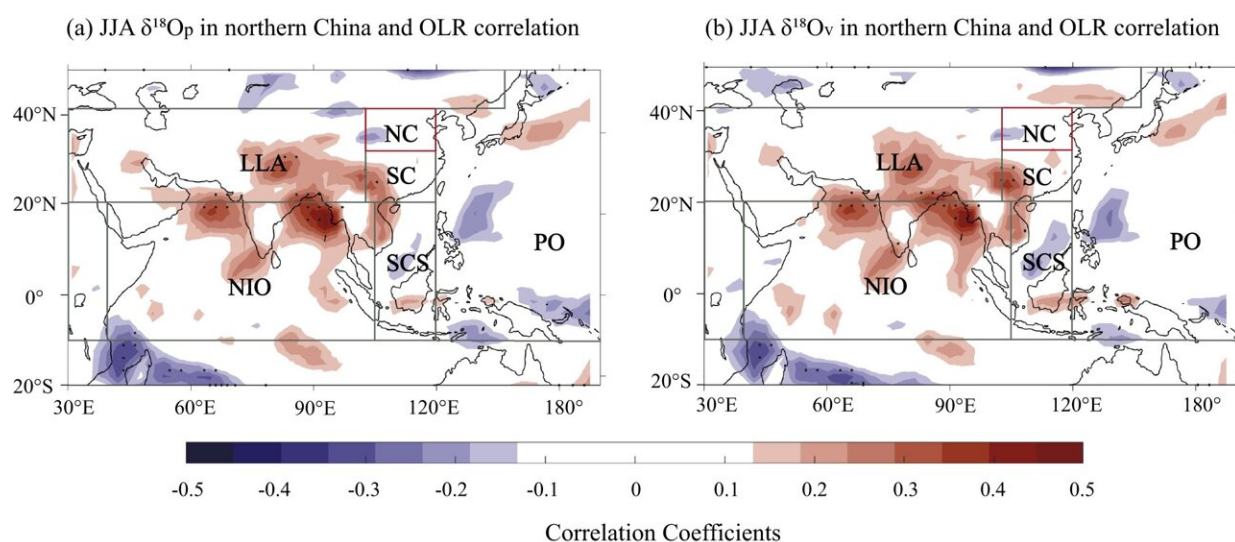 (a) JJA δ¹⁸Op in northern China and OLR correlation
(b) JJA δ¹⁸Ov in northern China and OLR correlation
40°N
20°N
0°
20°S
30°E
60°E
90°E
120°E
180°
NC
LLA
SC
SCS
PO
NIO
40°N
20°N
0°
20°S
30°E
60°E
90°E
120°E
180°
NC
LLA
SC
SCS
PO
NIO
-0.5
-0.4
-0.3
-0.2
-0.1
0
0.1
0.2
0.3
0.4
0.5
Correlation Coefficients